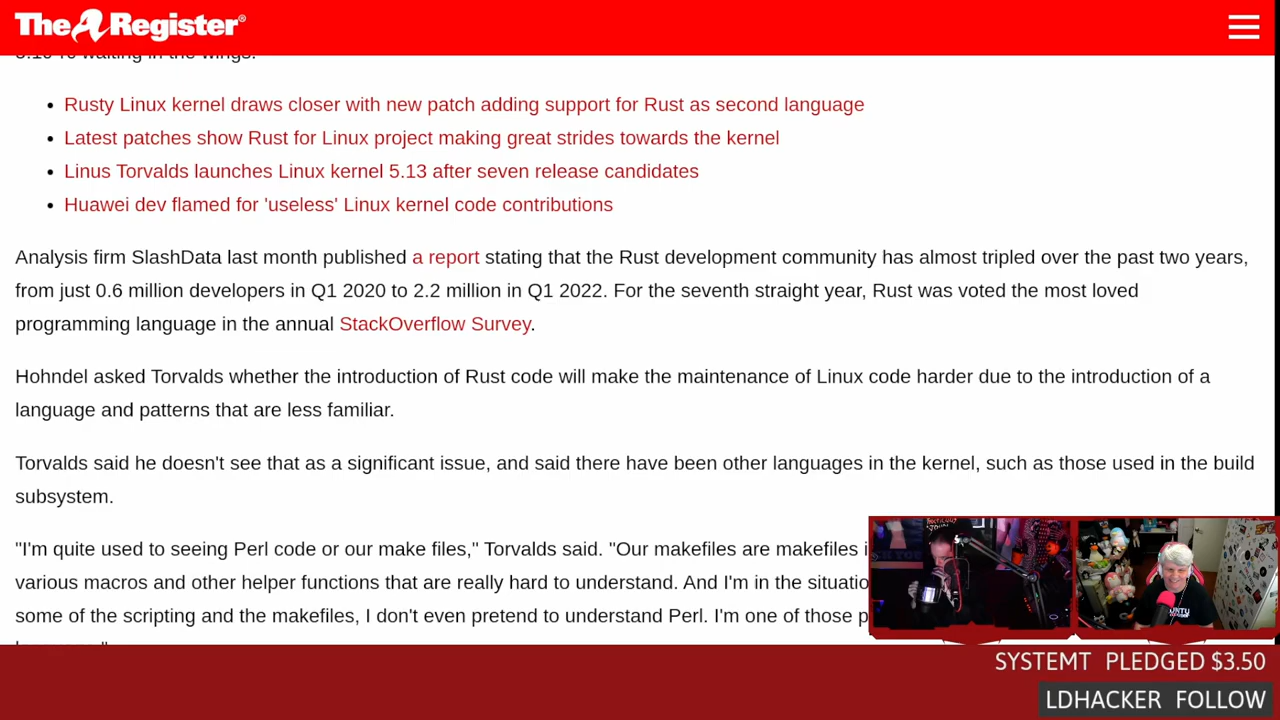 The Register®
Rusty Linux kernel draws closer with new patch adding support for Rust as second language
Latest patches show Rust for Linux project making great strides towards the kernel
Linus Torvalds launches Linux kernel 5.13 after seven release candidates
Huawei dev flamed for 'useless' Linux kernel code contributions
Analysis firm SlashData last month published a report stating that the Rust development community has almost tripled over the past two years,
from just 0.6 million developers in Q1 2020 to 2.2 million in Q1 2022. For the seventh straight year, Rust was voted the most loved
programming language in the annual StackOverflow Survey.
Hohndel asked Torvalds whether the introduction of Rust code will make the maintenance of Linux code harder due to the introduction of a
language and patterns that are less familiar.
Torvalds said he doesn't see that as a significant issue, and said there have been other languages in the kernel, such as those used in the build
subsystem.
"I'm quite used to seeing Perl code or our make files," Torvalds said. "Our makefiles are makefiles
various macros and other helper functions that are really hard to understand. And I'm in the situatio
some of the scripting and the makefiles, I don't even pretend to understand Perl. I'm one of those p
SYSTEMT PLEDGED $3.50
LDHACKER FOLLOW